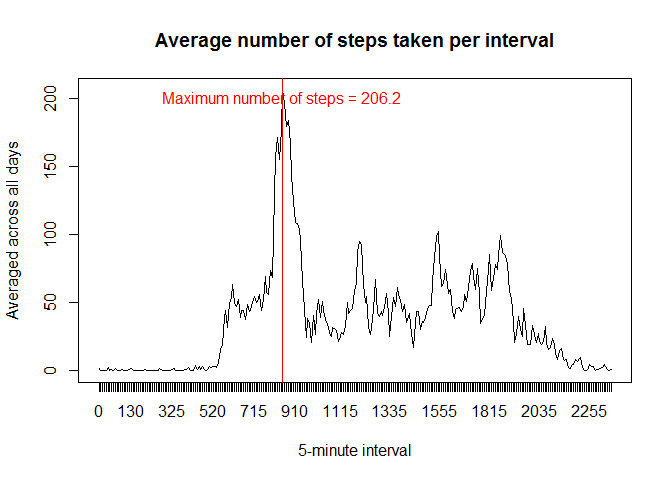 Average number of steps taken per interval
Maximum number of steps = 206.2
Averaged across all days
200
150
100
50
0
0 130 325 520 715 910 1115 1335 1555 1815 2035 2255
5-minute interval